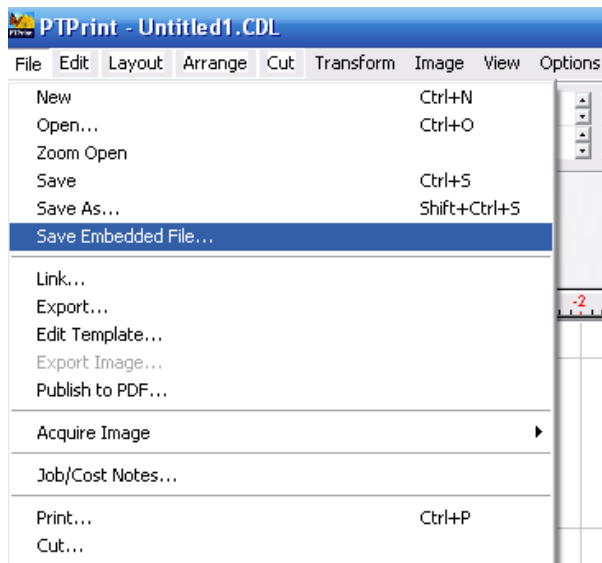 PTPrint - Untitled1.CDL
File Edit Layout Arrange Cut Transform Image View Options
New Ctrl+N
Open... Ctrl+O
Zoom Open
Save Ctrl+S
Save As... Shift+Ctrl+S
Save Embedded File...
Link...
Export...
-2
Edit Template...
Export Image...
Publish to PDF...
Acquire Image
Job/Cost Notes...
Print... Ctrl+P
Cut...